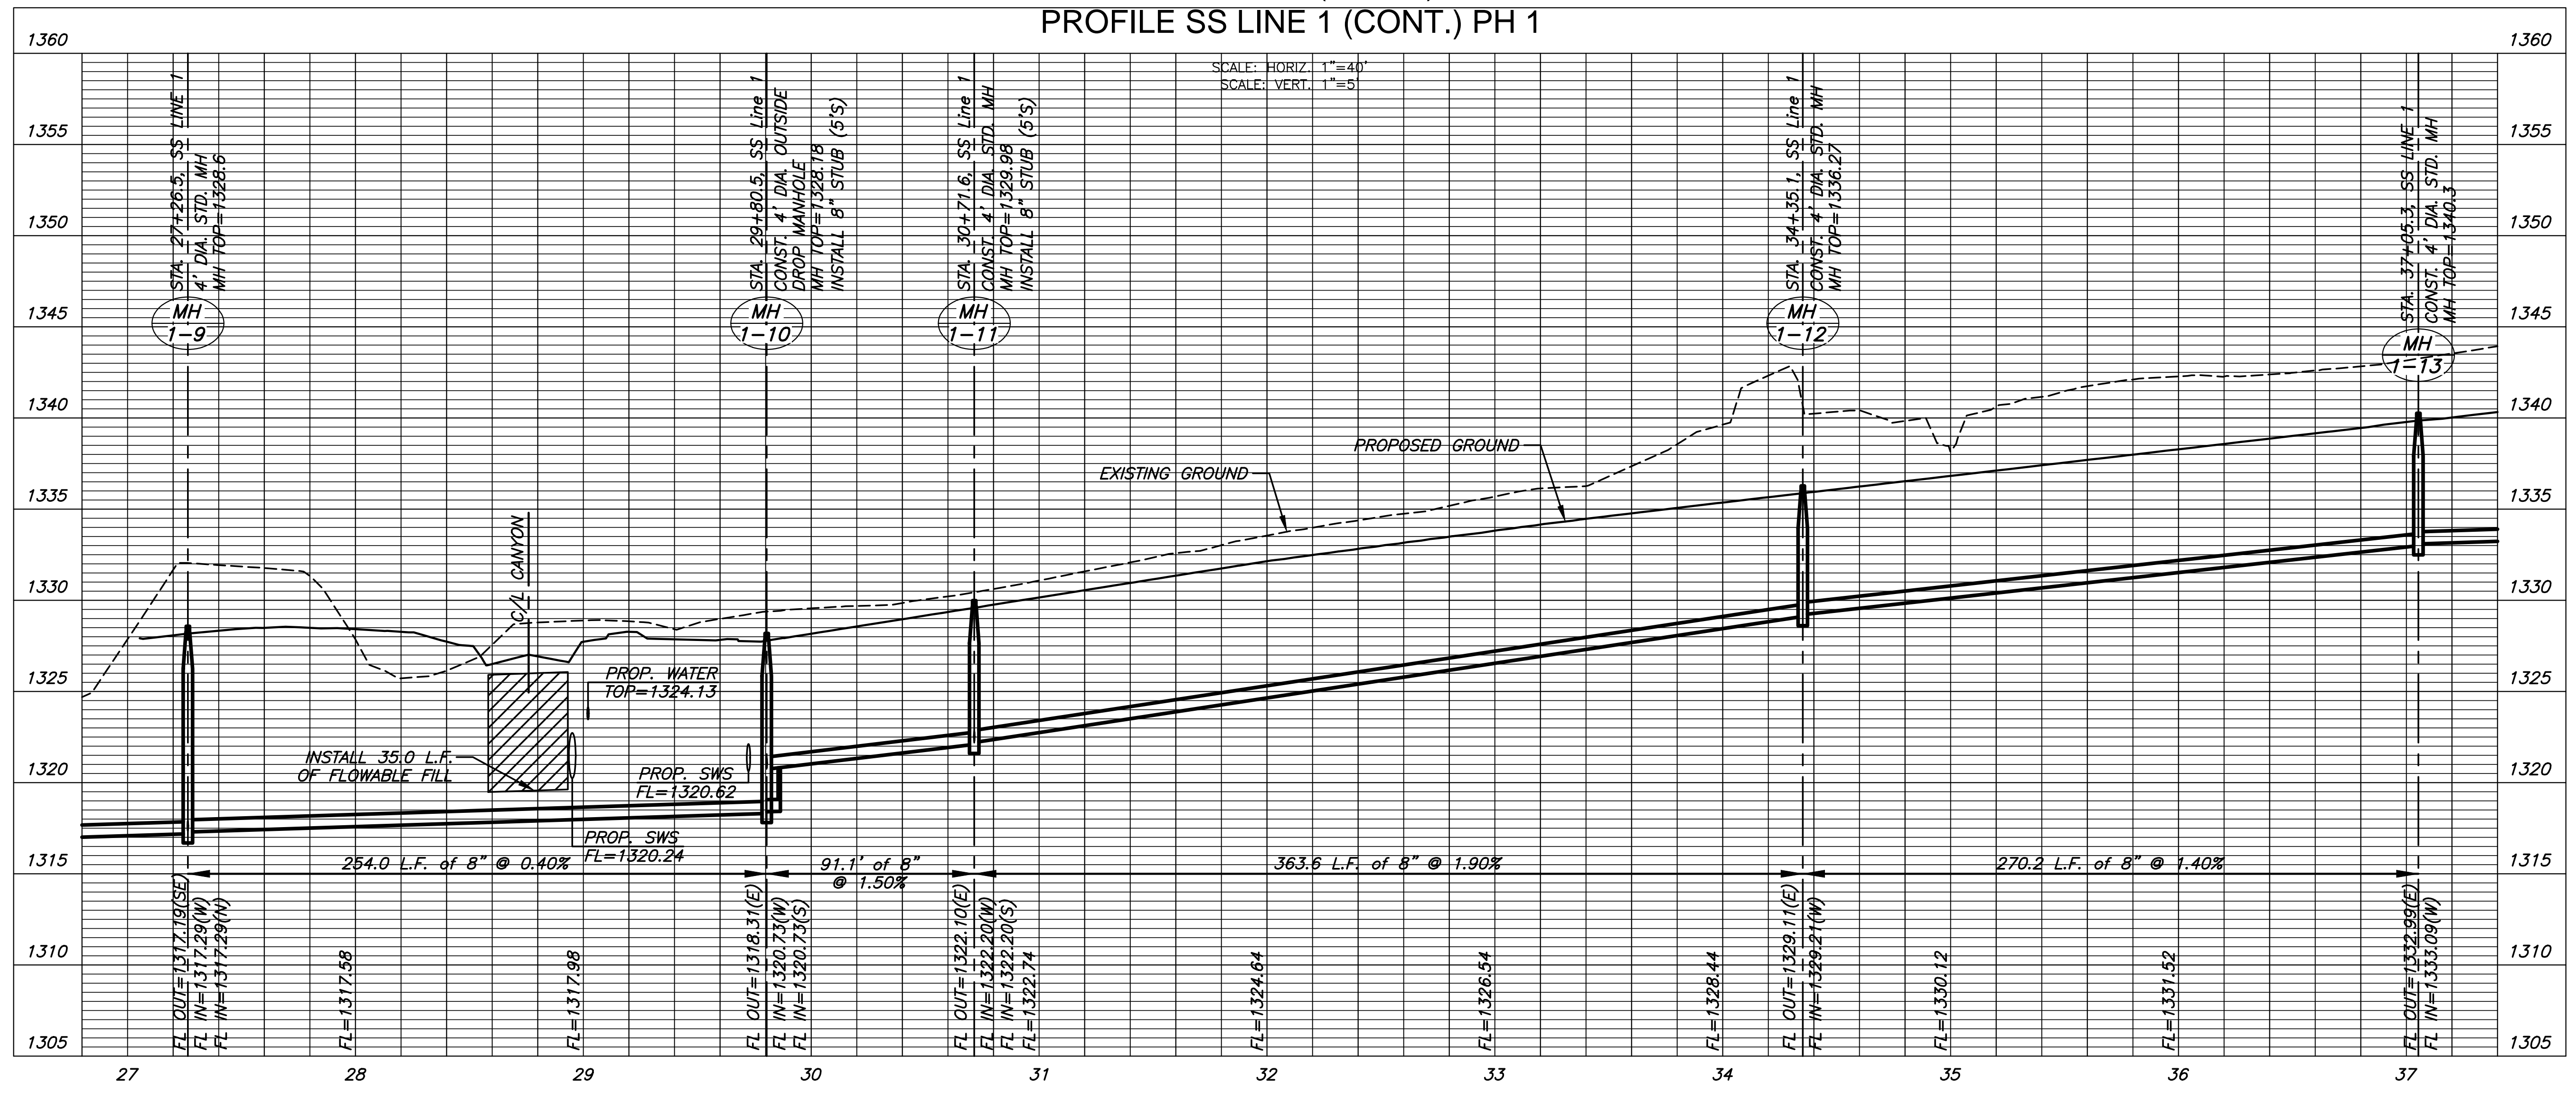 PROFILE SS LINE 1 (CONT.) PH 1
SCALE: HORIZ. 1"=40'
SCALE: VERT. 1"=5'
1360
1355
1350
1345
1340
1335
1330
1325
1320
1315
1310
1305
STA. 27+26.5, SS LINE 1
4' DIA. STD. MH
MH TOP=1328.6
MH
1-9
STA. 29+80.5, SS Line 1
CONST. 4' DIA. OUTSIDE
DROP MANHOLE
MH TOP=1328.18
INSTALL 8" STUB (5'S)
MH
1-10
STA. 30+71.6, SS Line 1
CONST. 4' DIA. STD. MH
MH TOP=1329.98
INSTALL 8" STUB (5'S)
MH
1-11
STA. 34+35.1, SS Line 1
CONST. 4' DIA. STD. MH
MH TOP=1336.27
MH
1-12
STA. 37+05.3, SS LINE 1
CONST. 4' DIA. STD. MH
MH TOP=1340.3
MH
1-13
1360
1355
1350
1345
1340
1335
1330
1325
1320
1315
1310
1305
PROPOSED GROUND
EXISTING GROUND
C/L CANYON
PROP. WATER
TOP=1324.13
INSTALL 35.0 L.F.
OF FLOWABLE FILL
PROP. SWS
FL=1320.62
PROP. SWS
FL=1320.24
254.0 L.F. of 8" @ 0.40%
91.1' of 8"
@ 1.50%
363.6 L.F. of 8" @ 1.90%
270.2 L.F. of 8" @ 1.40%
FL OUT=1317.19(SE)
FL IN=1317.29(W)
FL IN=1317.29(N)
FL=1317.58
FL=1317.98
FL OUT=1318.31(E)
FL IN=1320.73(W)
FL IN=1320.73(S)
FL OUT=1322.10(E)
FL IN=1322.20(W)
FL IN=1322.20(S)
FL=1322.74
FL=1324.64
FL=1326.54
FL=1328.44
FL OUT=1329.11(E)
FL IN=1329.21(W)
FL=1330.12
FL=1331.52
FL OUT=1332.99(E)
FL IN=1333.09(W)
27 28 29 30 31 32 33 34 35 36 37